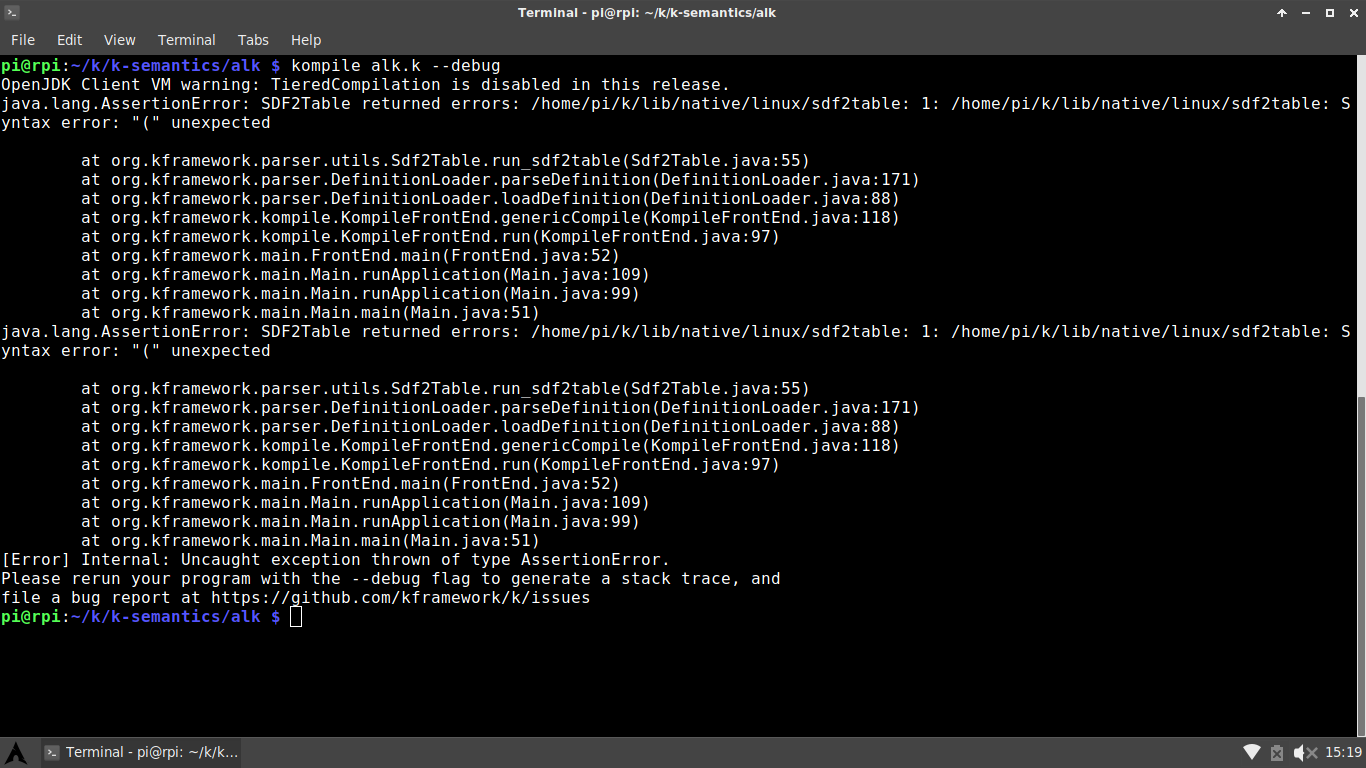 Terminal - pi@rpi: ~/k/k-semantics/alk
File Edit View Terminal Tabs Help
pi@rpi:~/k/k-semantics/alk $ kompile alk.k --debug
OpenJDK Client VM warning: TieredCompilation is disabled in this release.
java.lang.AssertionError: SDF2Table returned errors: /home/pi/k/lib/native/linux/sdf2table: 1: /home/pi/k/lib/native/linux/sdf2table: S
yntax error: "(" unexpected
at org.kframework.parser.utils.Sdf2Table.run_sdf2table(Sdf2Table.java:55)
at org.kframework.parser.DefinitionLoader.parseDefinition(DefinitionLoader.java:171)
at org.kframework.parser.DefinitionLoader.loadDefinition(DefinitionLoader.java:88)
at org.kframework.kompile.KompileFrontEnd.genericCompile(KompileFrontEnd.java:118)
at org.kframework.kompile.KompileFrontEnd.run(KompileFrontEnd.java:97)
at org.kframework.main.FrontEnd.main(FrontEnd.java:52)
at org.kframework.main.Main.runApplication(Main.java:109)
at org.kframework.main.Main.runApplication(Main.java:99)
at org.kframework.main.Main.main(Main.java:51)
java.lang.AssertionError: SDF2Table returned errors: /home/pi/k/lib/native/linux/sdf2table: 1: /home/pi/k/lib/native/linux/sdf2table: S
yntax error: "(" unexpected
at org.kframework.parser.utils.Sdf2Table.run_sdf2table(Sdf2Table.java:55)
at org.kframework.parser.DefinitionLoader.parseDefinition(DefinitionLoader.java:171)
at org.kframework.parser.DefinitionLoader.loadDefinition(DefinitionLoader.java:88)
at org.kframework.kompile.KompileFrontEnd.genericCompile(KompileFrontEnd.java:118)
at org.kframework.kompile.KompileFrontEnd.run(KompileFrontEnd.java:97)
at org.kframework.main.FrontEnd.main(FrontEnd.java:52)
at org.kframework.main.Main.runApplication(Main.java:109)
at org.kframework.main.Main.runApplication(Main.java:99)
at org.kframework.main.Main.main(Main.java:51)
[Error] Internal: Uncaught exception thrown of type AssertionError.
Please rerun your program with the --debug flag to generate a stack trace, and
file a bug report at https://github.com/kframework/k/issues
pi@rpi:~/k/k-semantics/alk $
Terminal - pi@rpi: ~/k/k... 15:19